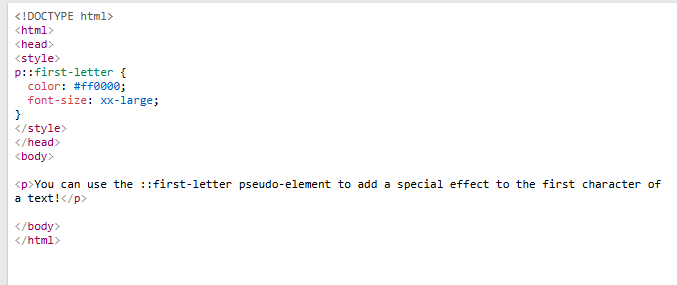 <!DOCTYPE html>
<html>
<head>
<style>
p::first-letter {
  color: #ff0000;
  font-size: xx-large;
}
</style>
</head>
<body>

<p>You can use the ::first-letter pseudo-element to add a special effect to the first character of
a text!</p>

</body>
</html>